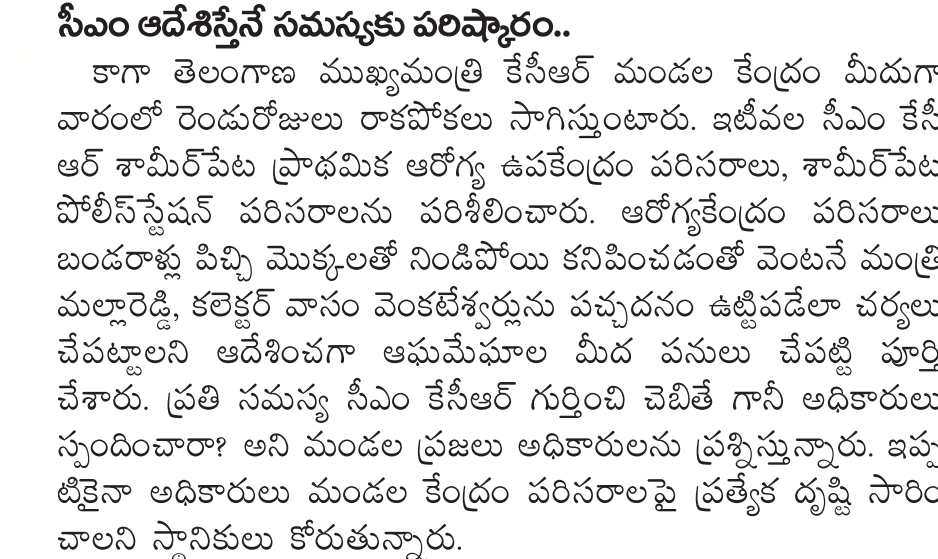 సీఎం ఆదేశిస్తేనే సమస్యకు పరిష్కారం..
కాగా తెలంగాణ ముఖ్యమంత్రి కేసీఆర్ మండల కేంద్రం మీదుగా
వారంలో రెండురోజులు రాకపోకలు సాగిస్తుంటారు. ఇటీవల సీఎం కేసీ
ఆర్ శామీర్‌పేట ప్రాథమిక ఆరోగ్య ఉపకేంద్రం పరిసరాలు, శామీర్‌పేట
పోలీస్‌స్టేషన్ పరిసరాలను పరిశీలించారు. ఆరోగ్యకేంద్రం పరిసరాలు
బండరాళ్లు పిచ్చి మొక్కలతో నిండిపోయి కనిపించడంతో వెంటనే మంత్రి
మల్లారెడ్డి, కలెక్టర్ వాసం వెంకటేశ్వర్లును పచ్చదనం ఉట్టిపడేలా చర్యలు
చేపట్టాలని ఆదేశించగా ఆఘమేఘాల మీద పనులు చేపట్టి పూర్తి
చేశారు. ప్రతి సమస్య సీఎం కేసీఆర్ గుర్తించి చెబితే గానీ అధికారులు
స్పందించారా? అని మండల ప్రజలు అధికారులను ప్రశ్నిస్తున్నారు. ఇప్ప
టికైనా అధికారులు మండల కేంద్రం పరిసరాలపై ప్రత్యేక దృష్టి సారిం
చాలని స్థానికులు కోరుతున్నారు.